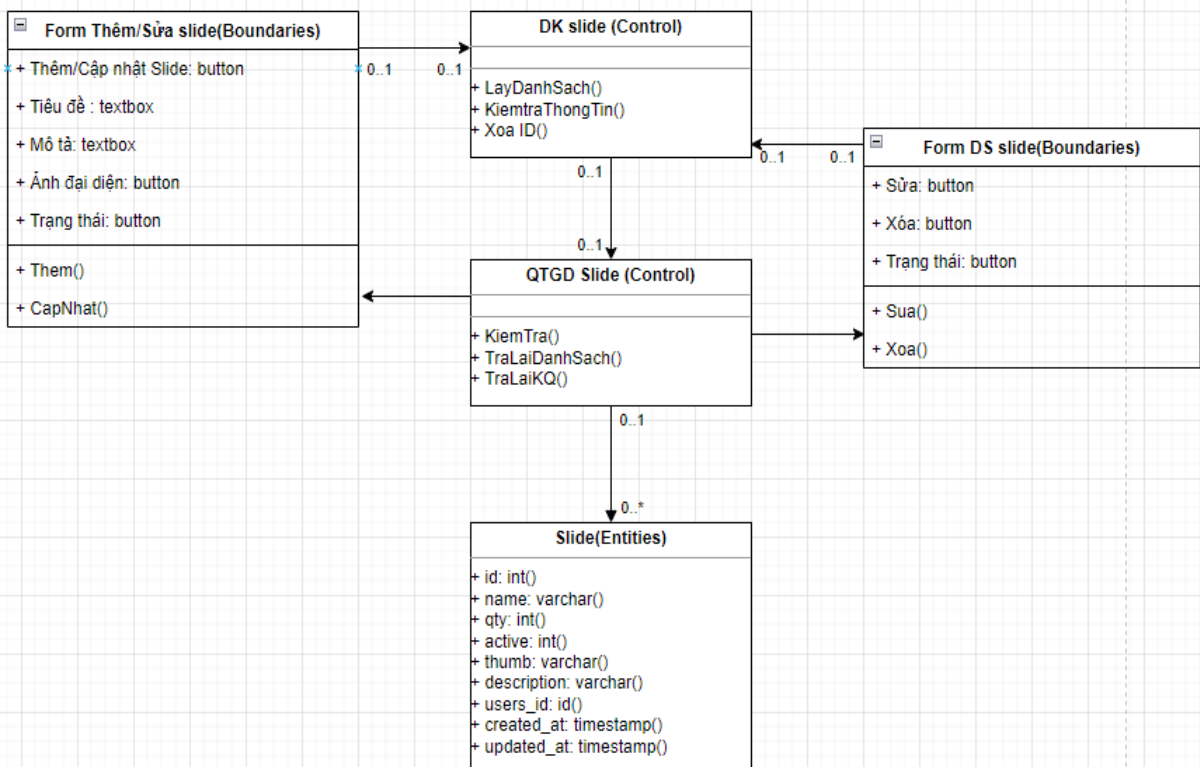 Form Thêm/Sửa slide(Boundaries)
+ Thêm/Cập nhật Slide: button
+ Tiêu đề : textbox
+ Mô tả: textbox
+ Ảnh đại diện: button
+ Trạng thái: button
+ Them()
+ CapNhat()
0..1
0..1
DK slide (Control)
+ LayDanhSach()
+ KiemtraThongTin()
+ Xoa ID()
0..1
0..1
Form DS slide(Boundaries)
+ Sửa: button
+ Xóa: button
+ Trạng thái: button
+ Sua()
+ Xoa()
0..1
0..1
QTGD Slide (Control)
+ KiemTra()
+ TraLaiDanhSach()
+ TraLaiKQ()
0..1
0..*
Slide(Entities)
+ id: int()
+ name: varchar()
+ qty: int()
+ active: int()
+ thumb: varchar()
+ description: varchar()
+ users_id: id()
+ created_at: timestamp()
+ updated_at: timestamp()